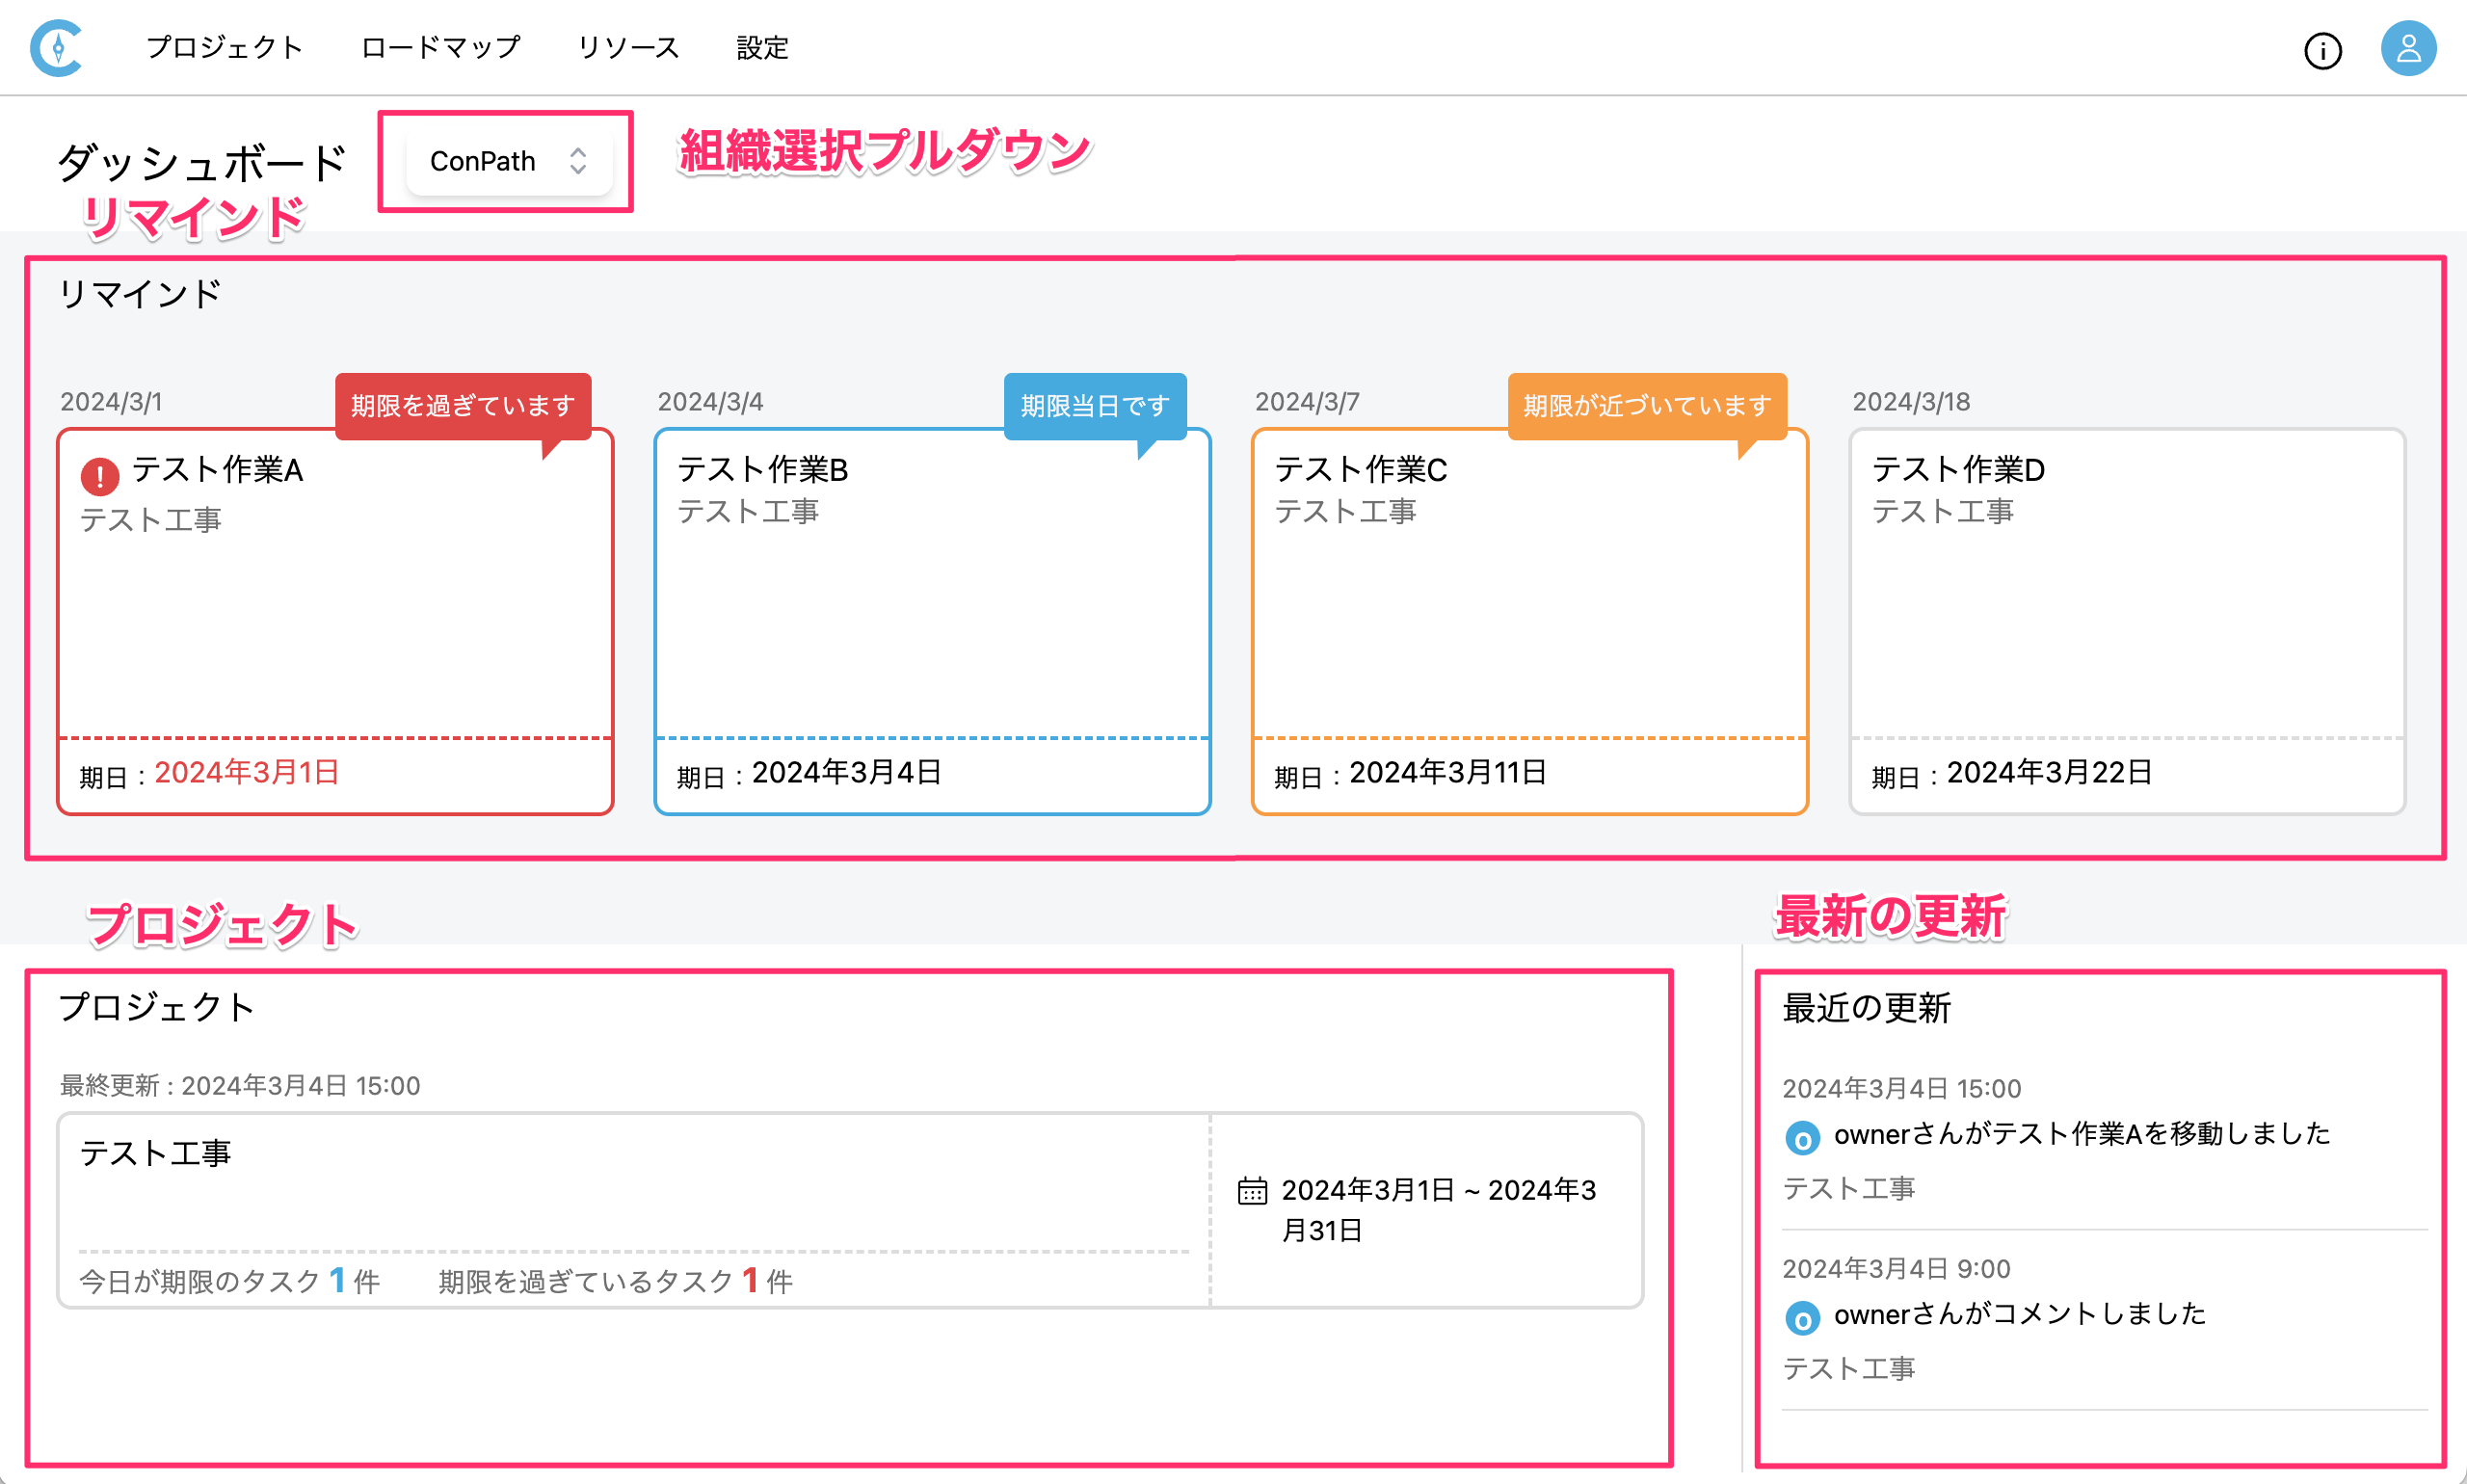 プロジェクト ロードマップ リソース 設定
ダッシュボード
ConPath
組織選択プルダウン
リマインド
リマインド
2024/3/1
期限を過ぎています
テスト作業A
テスト工事
期日 : 2024年3月1日
2024/3/4
期限当日です
テスト作業B
テスト工事
期日 : 2024年3月4日
2024/3/7
期限が近づいています
テスト作業C
テスト工事
期日 : 2024年3月11日
2024/3/18
テスト作業D
テスト工事
期日 : 2024年3月22日
プロジェクト
プロジェクト
最終更新 : 2024年3月4日 15:00
テスト工事
今日が期限のタスク 1 件 期限を過ぎているタスク 1 件
2024年3月1日 ~ 2024年3
月31日
最新の更新
最近の更新
2024年3月4日 15:00
o ownerさんがテスト作業Aを移動しました
テスト工事
2024年3月4日 9:00
o ownerさんがコメントしました
テスト工事